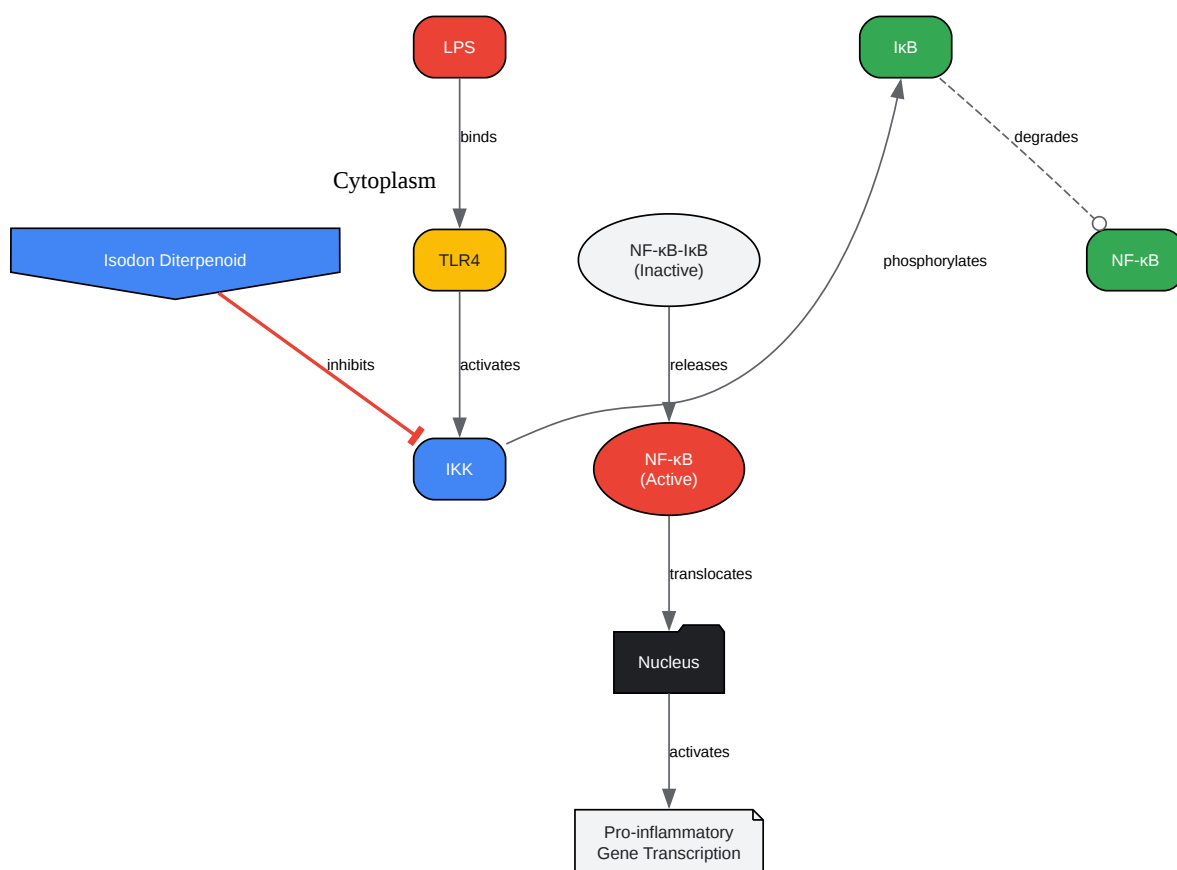 LPS
IκB
binds
degrades
Cytoplasm
Isodon Diterpenoid
TLR4
NF-κB-IκB
(Inactive)
phosphorylates
NF-κB
inhibits
activates
releases
IKK
NF-κB
(Active)
translocates
Nucleus
activates
Pro-inflammatory
Gene Transcription